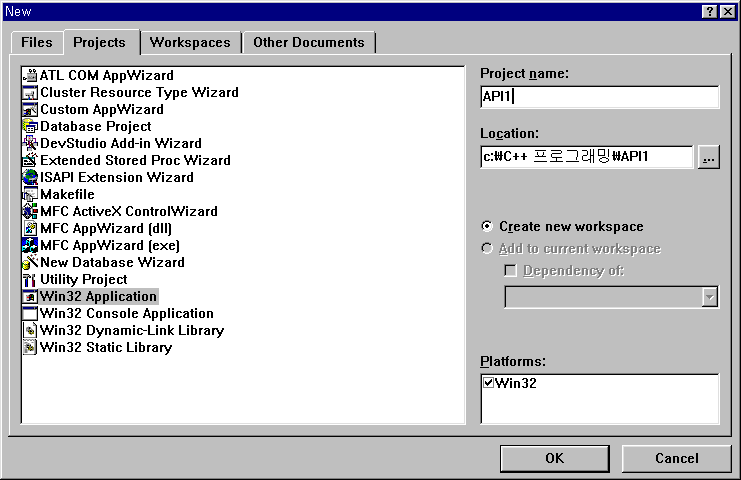 New
Files
Projects
Workspaces
Other Documents
ATL COM AppWizard
Cluster Resource Type Wizard
Custom AppWizard
Database Project
DevStudio Add-in Wizard
Extended Stored Proc Wizard
ISAPI Extension Wizard
Makefile
MFC ActiveX ControlWizard
MFC AppWizard (dll)
MFC AppWizard (exe)
New Database Wizard
Utility Project
Win32 Application
Win32 Console Application
Win32 Dynamic-Link Library
Win32 Static Library
Project name:
API1
Location:
c:₩C++ 프로그래밍₩API1
...
Create new workspace
Add to current workspace
Dependency of:
Platforms:
Win32
OK
Cancel